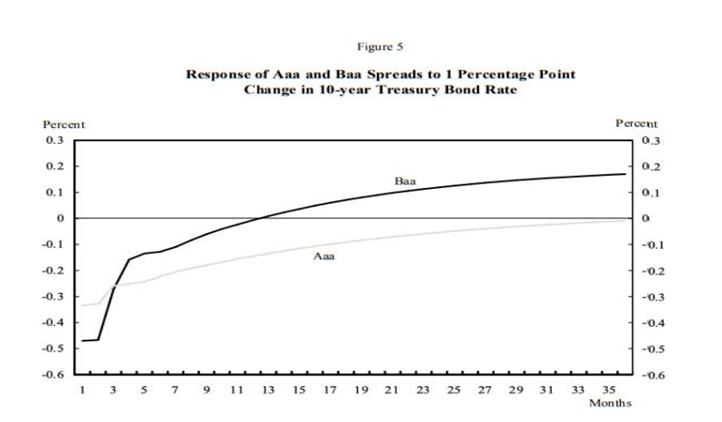 Figure 5
Response of Aaa and Baa Spreads to 1 Percentage Point
Change in 10-year Treasury Bond Rate
Percent Percent
0.3 0.3
0.2 0.2
Baa
0.1 0.1
0 0
-0.1 -0.1
Aaa
-0.2 -0.2
-0.3 -0.3
-0.4 -0.4
-0.5 -0.5
-0.6 -0.6
1 3 5 7 9 11 13 15 17 19 21 23 25 27 29 31 33 35
Months